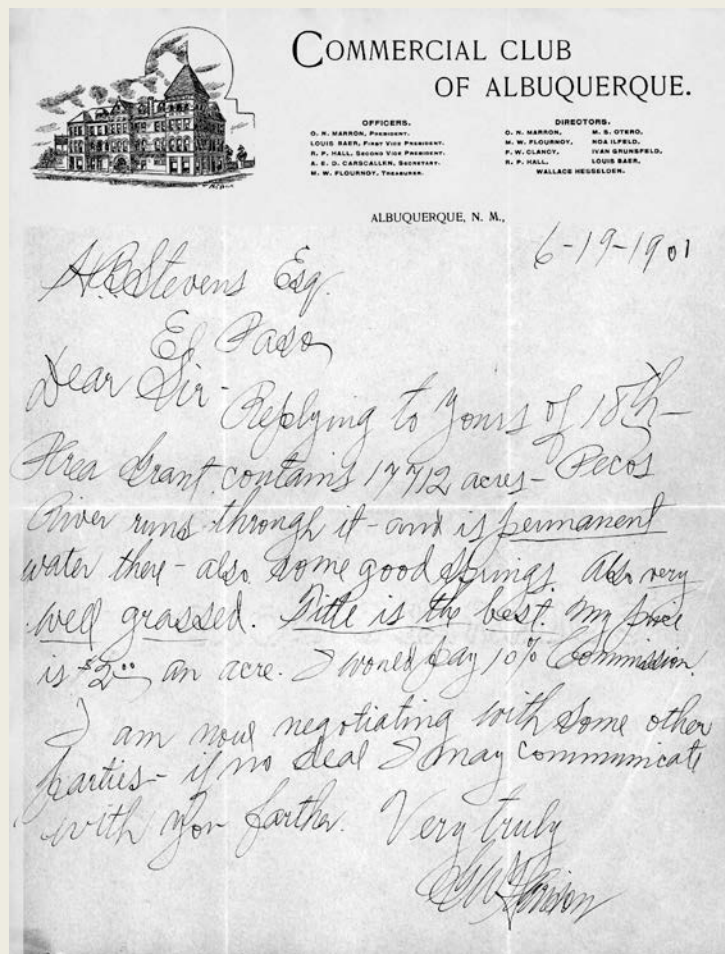 COMMERCIAL CLUB
OF ALBUQUERQUE.
OFFICERS.
O. N. MARRON, PRESIDENT.
LOUIS BAER, FIRST VICE PRESIDENT.
R. P. HALL, SECOND VICE PRESIDENT.
A. E. D. CARSCALLEN, SECRETARY.
M. W. FLOURNOY, TREASURER.
DIRECTORS.
O. N. MARRON, M. S. OTERO,
M. W. FLOURNOY, NOA ILFELD,
F. W. CLANCY, IVAN GRUNSFELD,
R. P. HALL, LOUIS BAER,
WALLACE HESSELDEN.
ALBUQUERQUE, N. M.,
6-19-1901
Stevens Esq.
El Paso
Dear Sir-
Replying to yours of 18th-
Area Grant contains 17712 acres- Pecos
River runs through it - and is permanent
water there - also some good springs. Also very
well grassed. Title is the best. My price
is $2.00 an acre. I would pay 10% Commission.
I am now negotiating with some other
parties - if no deal I may communicate
with you farther. Very truly